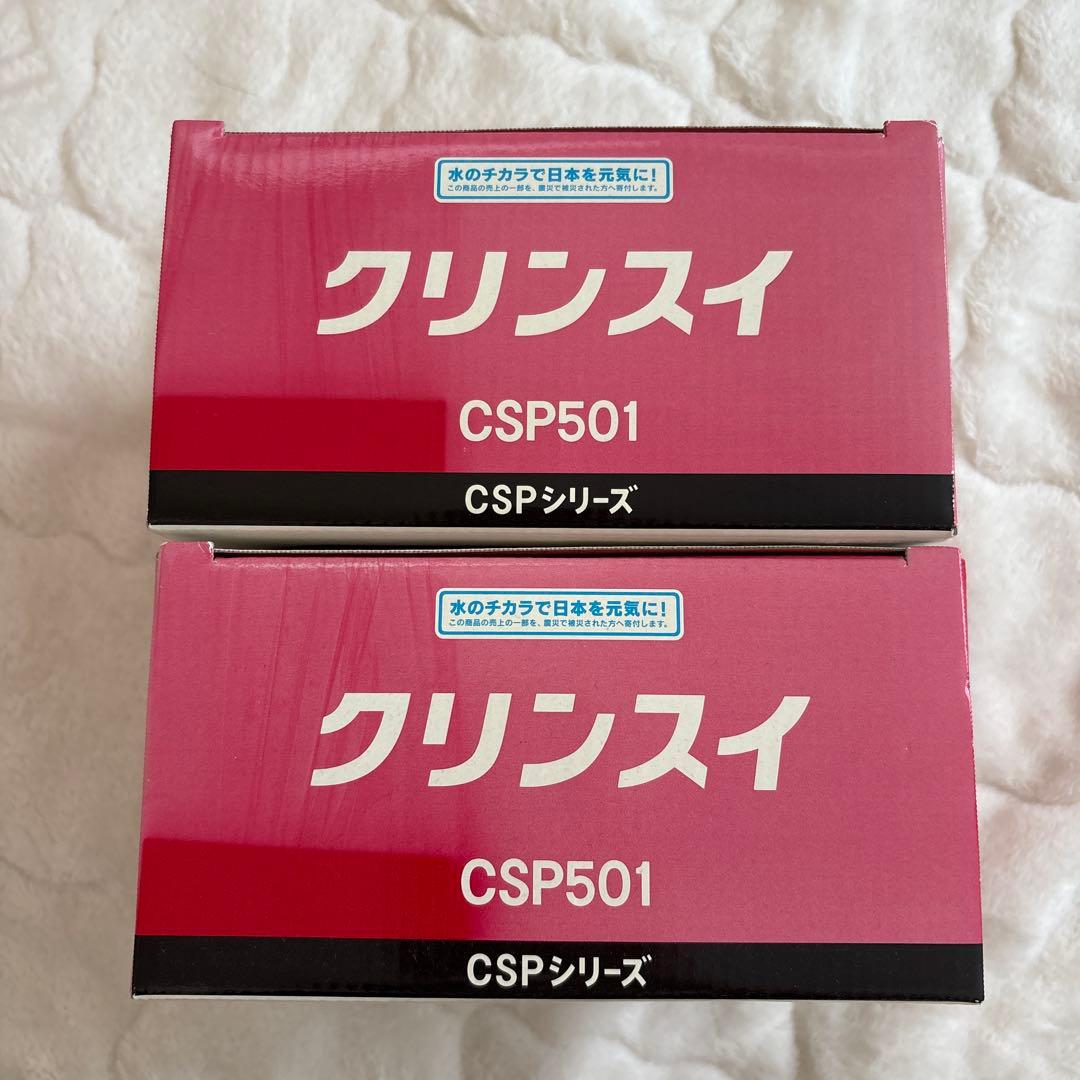 水のチカラで日本を元気に!
この商品の売上の一部を、震災で被災された方へ寄付します。
クリンスイ
CSP501
CSPシリーズ
水のチカラで日本を元気に!
この商品の売上の一部を、震災で被災された方へ寄付します。
クリンスイ
CSP501
CSPシリーズ